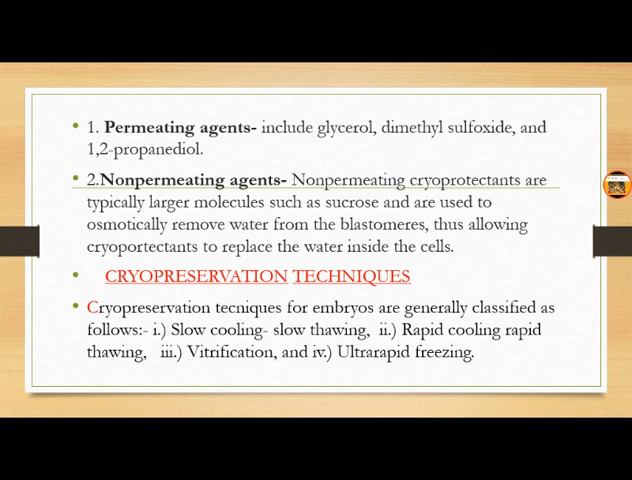 • 1. Permeating agents- include glycerol, dimethyl sulfoxide, and
1,2-propanediol.
• 2.Nonpermeating agents- Nonpermeating cryoprotectants are
typically larger molecules such as sucrose and are used to
osmotically remove water from the blastomeres, thus allowing
cryoportectants to replace the water inside the cells.
• CRYOPRESERVATION TECHNIQUES
• Cryopreservation tecniques for embryos are generally classified as
follows:- i.) Slow cooling- slow thawing, ii.) Rapid cooling rapid
thawing, iii.) Vitrification, and iv.) Ultrarapid freezing.